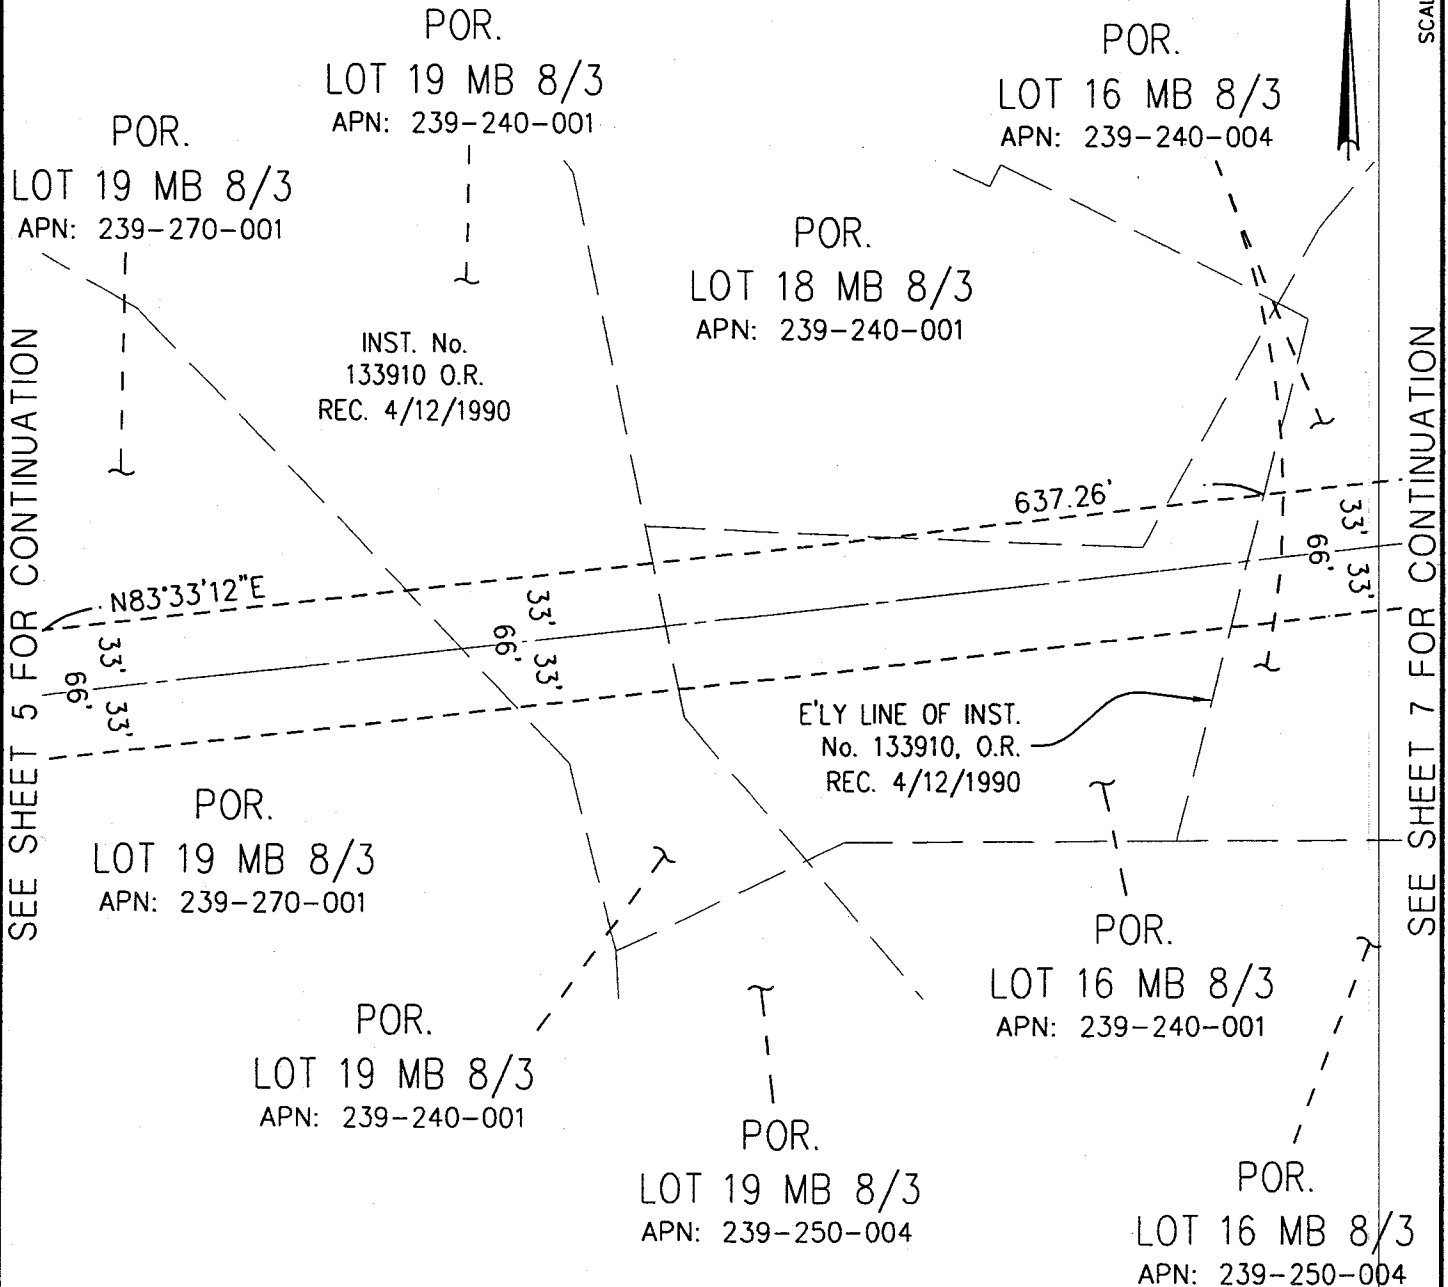 SCAL
POR.
LOT 19 MB 8/3
APN: 239-240-001
POR.
LOT 16 MB 8/3
APN: 239-240-004
POR.
LOT 19 MB 8/3
APN: 239-270-001
POR.
LOT 18 MB 8/3
APN: 239-240-001
INST. No.
133910 O.R.
REC. 4/12/1990
SEE SHEET 5 FOR CONTINUATION
SEE SHEET 7 FOR CONTINUATION
637.26'
33'
66'
33'
N83°33'12"E
33'
66'
33'
33'
66'
33'
E'LY LINE OF INST.
No. 133910, O.R.
REC. 4/12/1990
POR.
LOT 19 MB 8/3
APN: 239-270-001
POR.
LOT 16 MB 8/3
APN: 239-240-001
POR.
LOT 19 MB 8/3
APN: 239-240-001
POR.
LOT 19 MB 8/3
APN: 239-250-004
POR.
LOT 16 MB 8/3
APN: 239-250-004